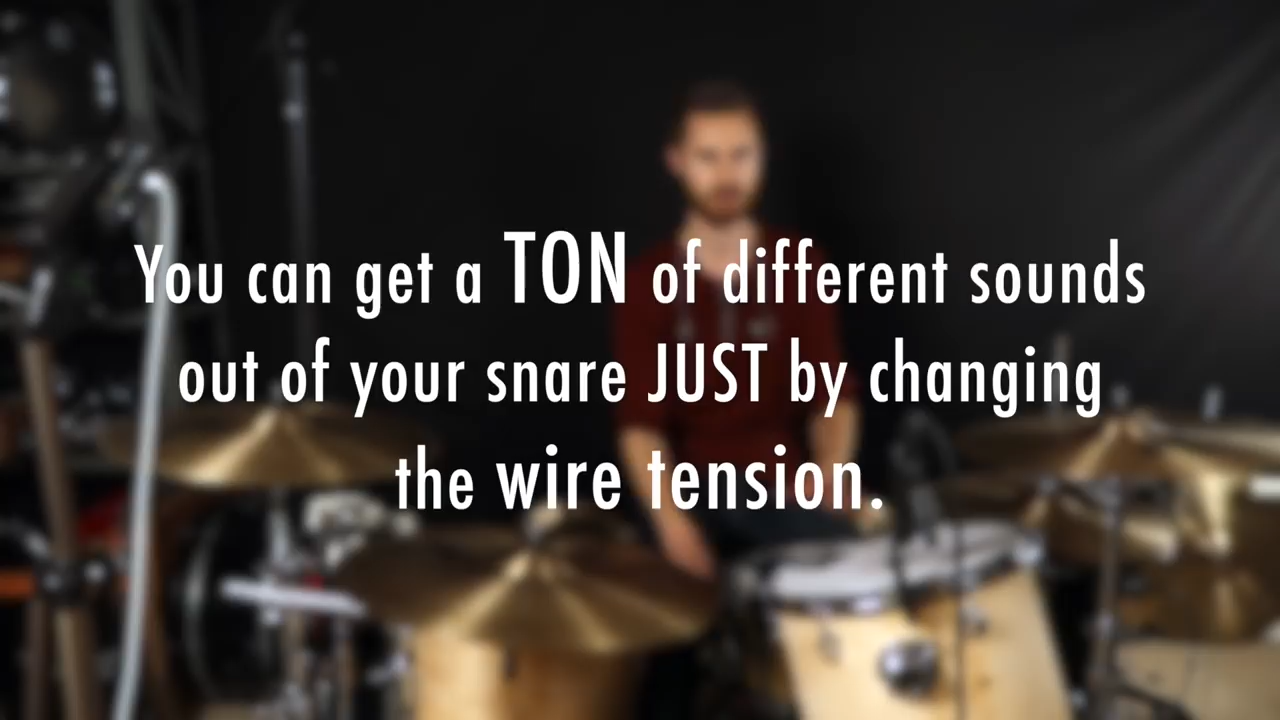 You can get a TON of different sounds
out of your snare JUST by changing
the wire tension.